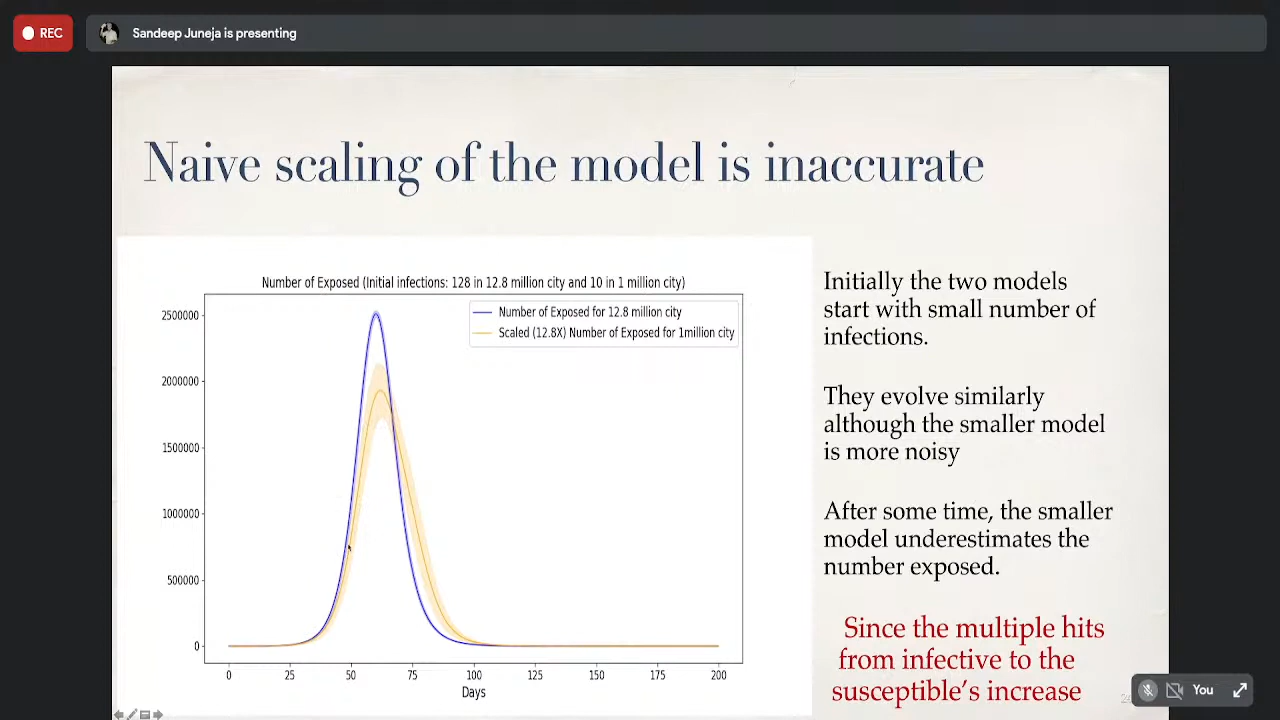 REC
Sandeep Juneja is presenting
Naive scaling of the model is inaccurate
Number of Exposed (Initial infections: 128 in 12.8 million city and 10 in 1 million city)
Number of Exposed for 12.8 million city
Scaled (12.8X) Number of Exposed for 1million city
2500000
2000000
1500000
1000000
500000
0
0 25 50 75 100 125 150 175 200
Days
Initially the two models
start with small number of
infections.
They evolve similarly
although the smaller model
is more noisy
After some time, the smaller
model underestimates the
number exposed.
Since the multiple hits
from infective to the
susceptible's increase
You